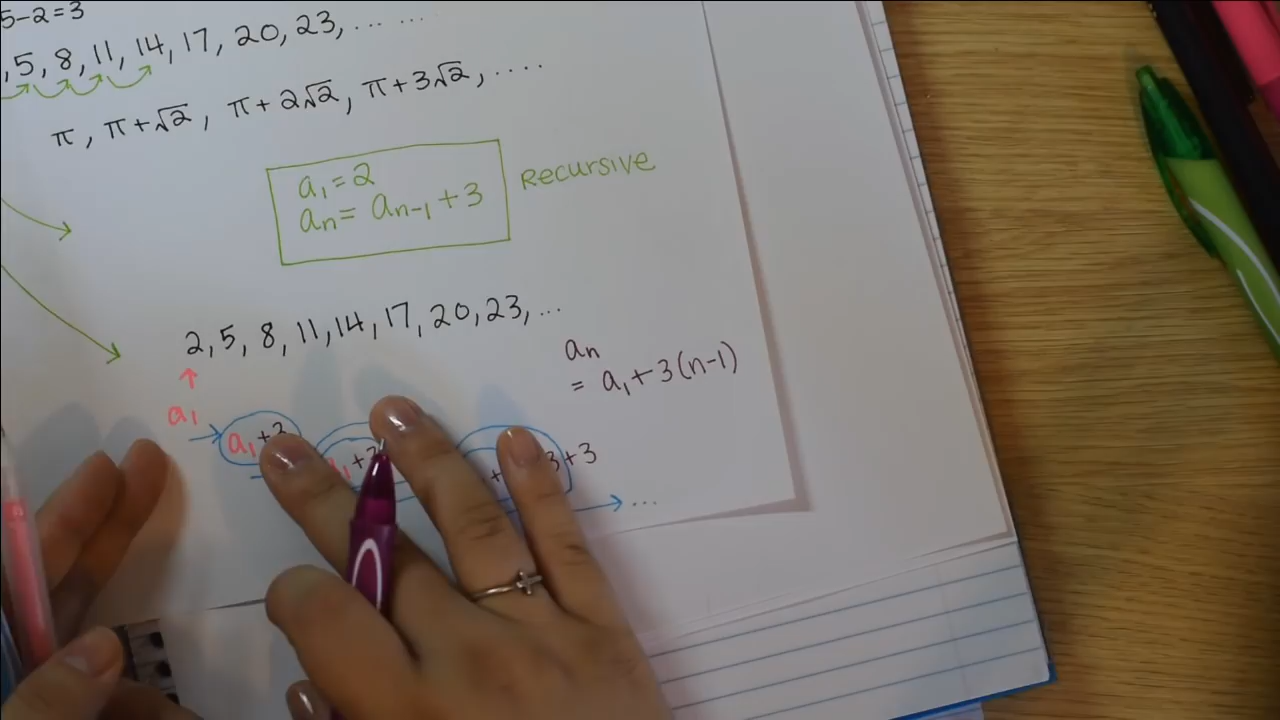 5-2=3
, 5, 8, 11, 14, 17, 20, 23, ... ...
π, π+√2, π+2√2, π+3√2, ....
a₁=2
aₙ= aₙ₋₁+3
Recursive
2, 5, 8, 11, 14, 17, 20, 23, ...
aₙ
= a₁+3(n-1)
a₁
a₁+3
+3
...